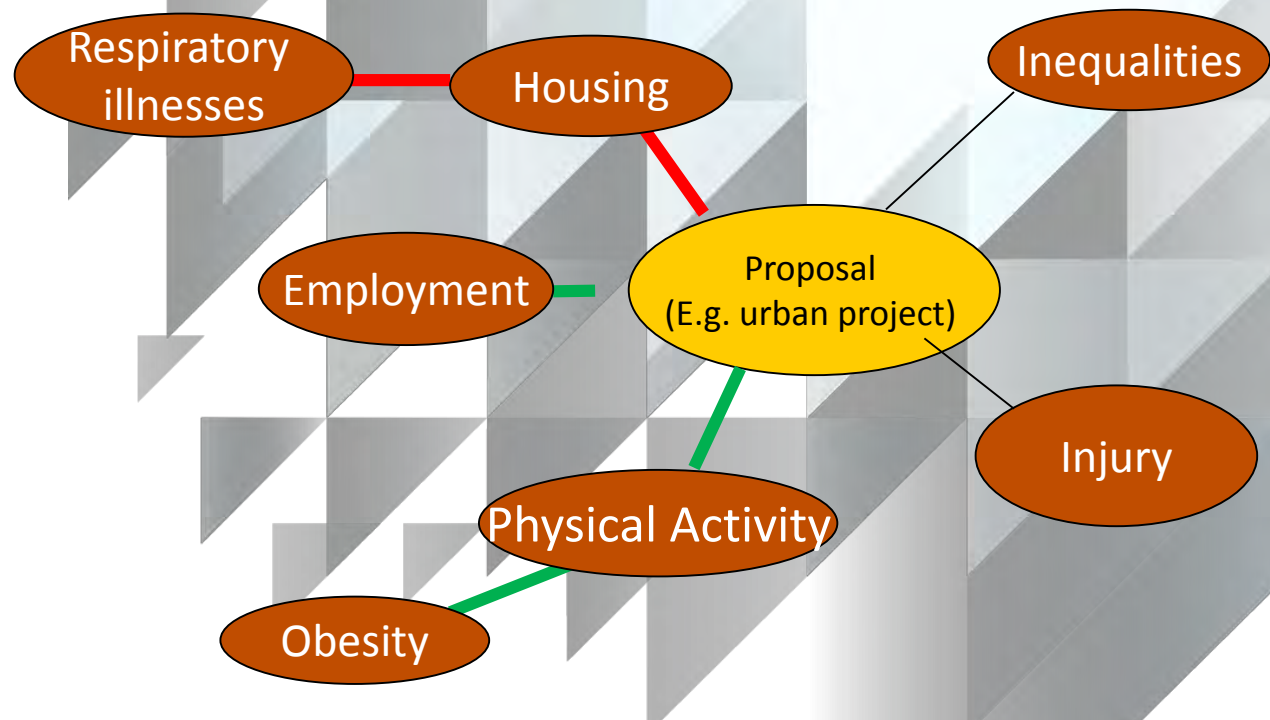 Respiratory
illnesses
Housing
Inequalities
Employment
Proposal
(E.g. urban project)
Injury
Physical Activity
Obesity